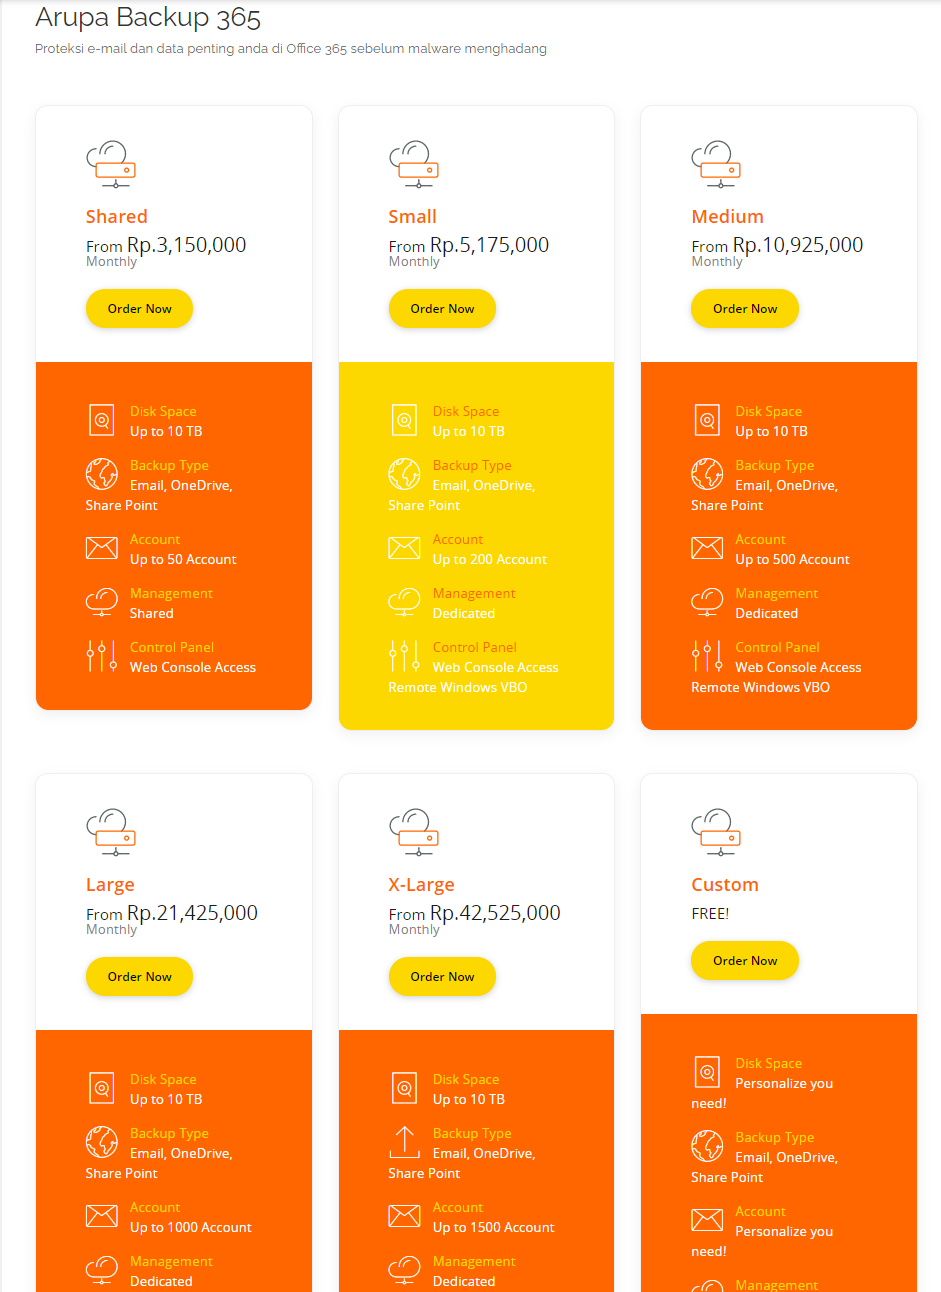 Arupa Backup 365
Proteksi e-mail dan data penting anda di Office 365 sebelum malware menghadang
Shared
From Rp.3,150,000
Monthly
Order Now
Disk Space
Up to 10 TB
Backup Type
Email, OneDrive,
Share Point
Account
Up to 50 Account
Management
Shared
Control Panel
Web Console Access
Small
From Rp.5,175,000
Monthly
Order Now
Disk Space
Up to 10 TB
Backup Type
Email, OneDrive,
Share Point
Account
Up to 200 Account
Management
Dedicated
Control Panel
Web Console Access
Remote Windows VBO
Medium
From Rp.10,925,000
Monthly
Order Now
Disk Space
Up to 10 TB
Backup Type
Email, OneDrive,
Share Point
Account
Up to 500 Account
Management
Dedicated
Control Panel
Web Console Access
Remote Windows VBO
Large
From Rp.21,425,000
Monthly
Order Now
Disk Space
Up to 10 TB
Backup Type
Email, OneDrive,
Share Point
Account
Up to 1000 Account
Management
Dedicated
X-Large
From Rp.42,525,000
Monthly
Order Now
Disk Space
Up to 10 TB
Backup Type
Email, OneDrive,
Share Point
Account
Up to 1500 Account
Management
Dedicated
Custom
FREE!
Order Now
Disk Space
Personalize you
need!
Backup Type
Email, OneDrive,
Share Point
Account
Personalize you
need!
Management